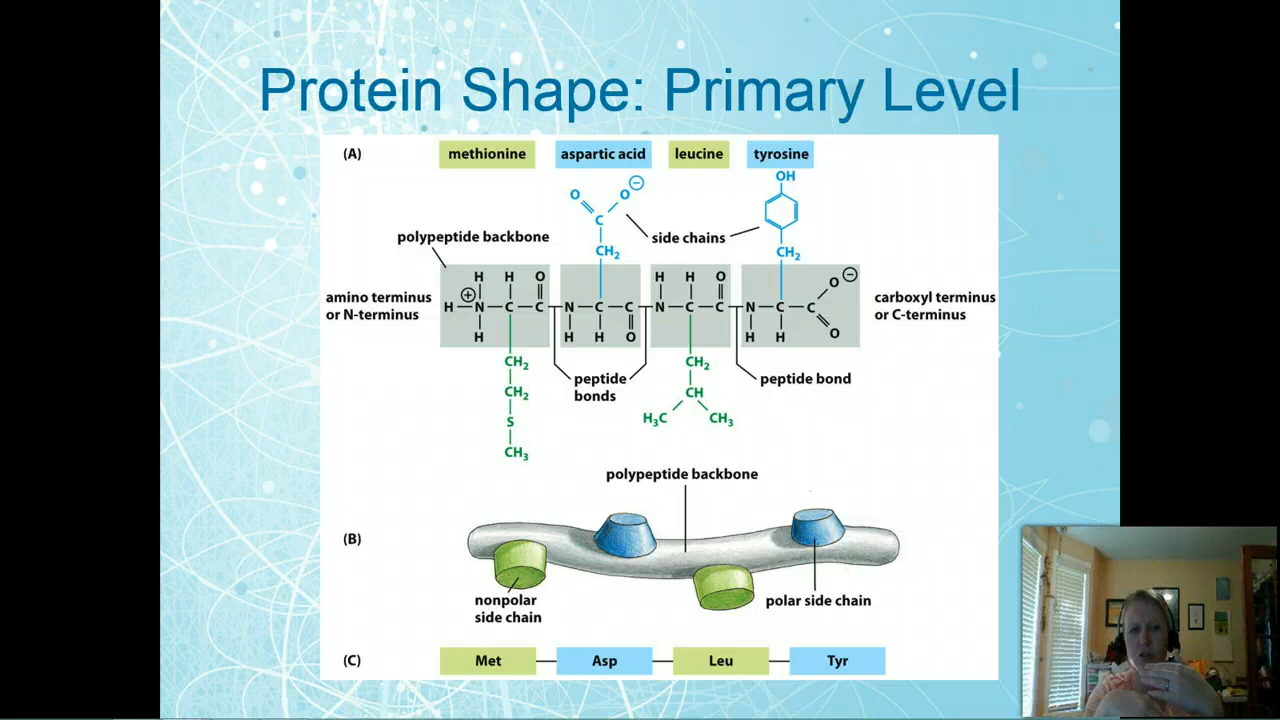 Protein Shape: Primary Level
(A)
methionine
aspartic acid
leucine
tyrosine
OH
O
O
⊖
C
side chains
CH₂
CH₂
polypeptide backbone
H H O
H H O
O ⊖
amino terminus
or N-terminus
H ⊕ N C C N C C N C C N C C
carboxyl terminus
or C-terminus
H
H H O
H H
O
CH₂
CH₂
S
CH₃
peptide
bonds
CH₂
CH
H₃C
CH₃
peptide bond
polypeptide backbone
(B)
nonpolar
side chain
polar side chain
(C)
Met
Asp
Leu
Tyr